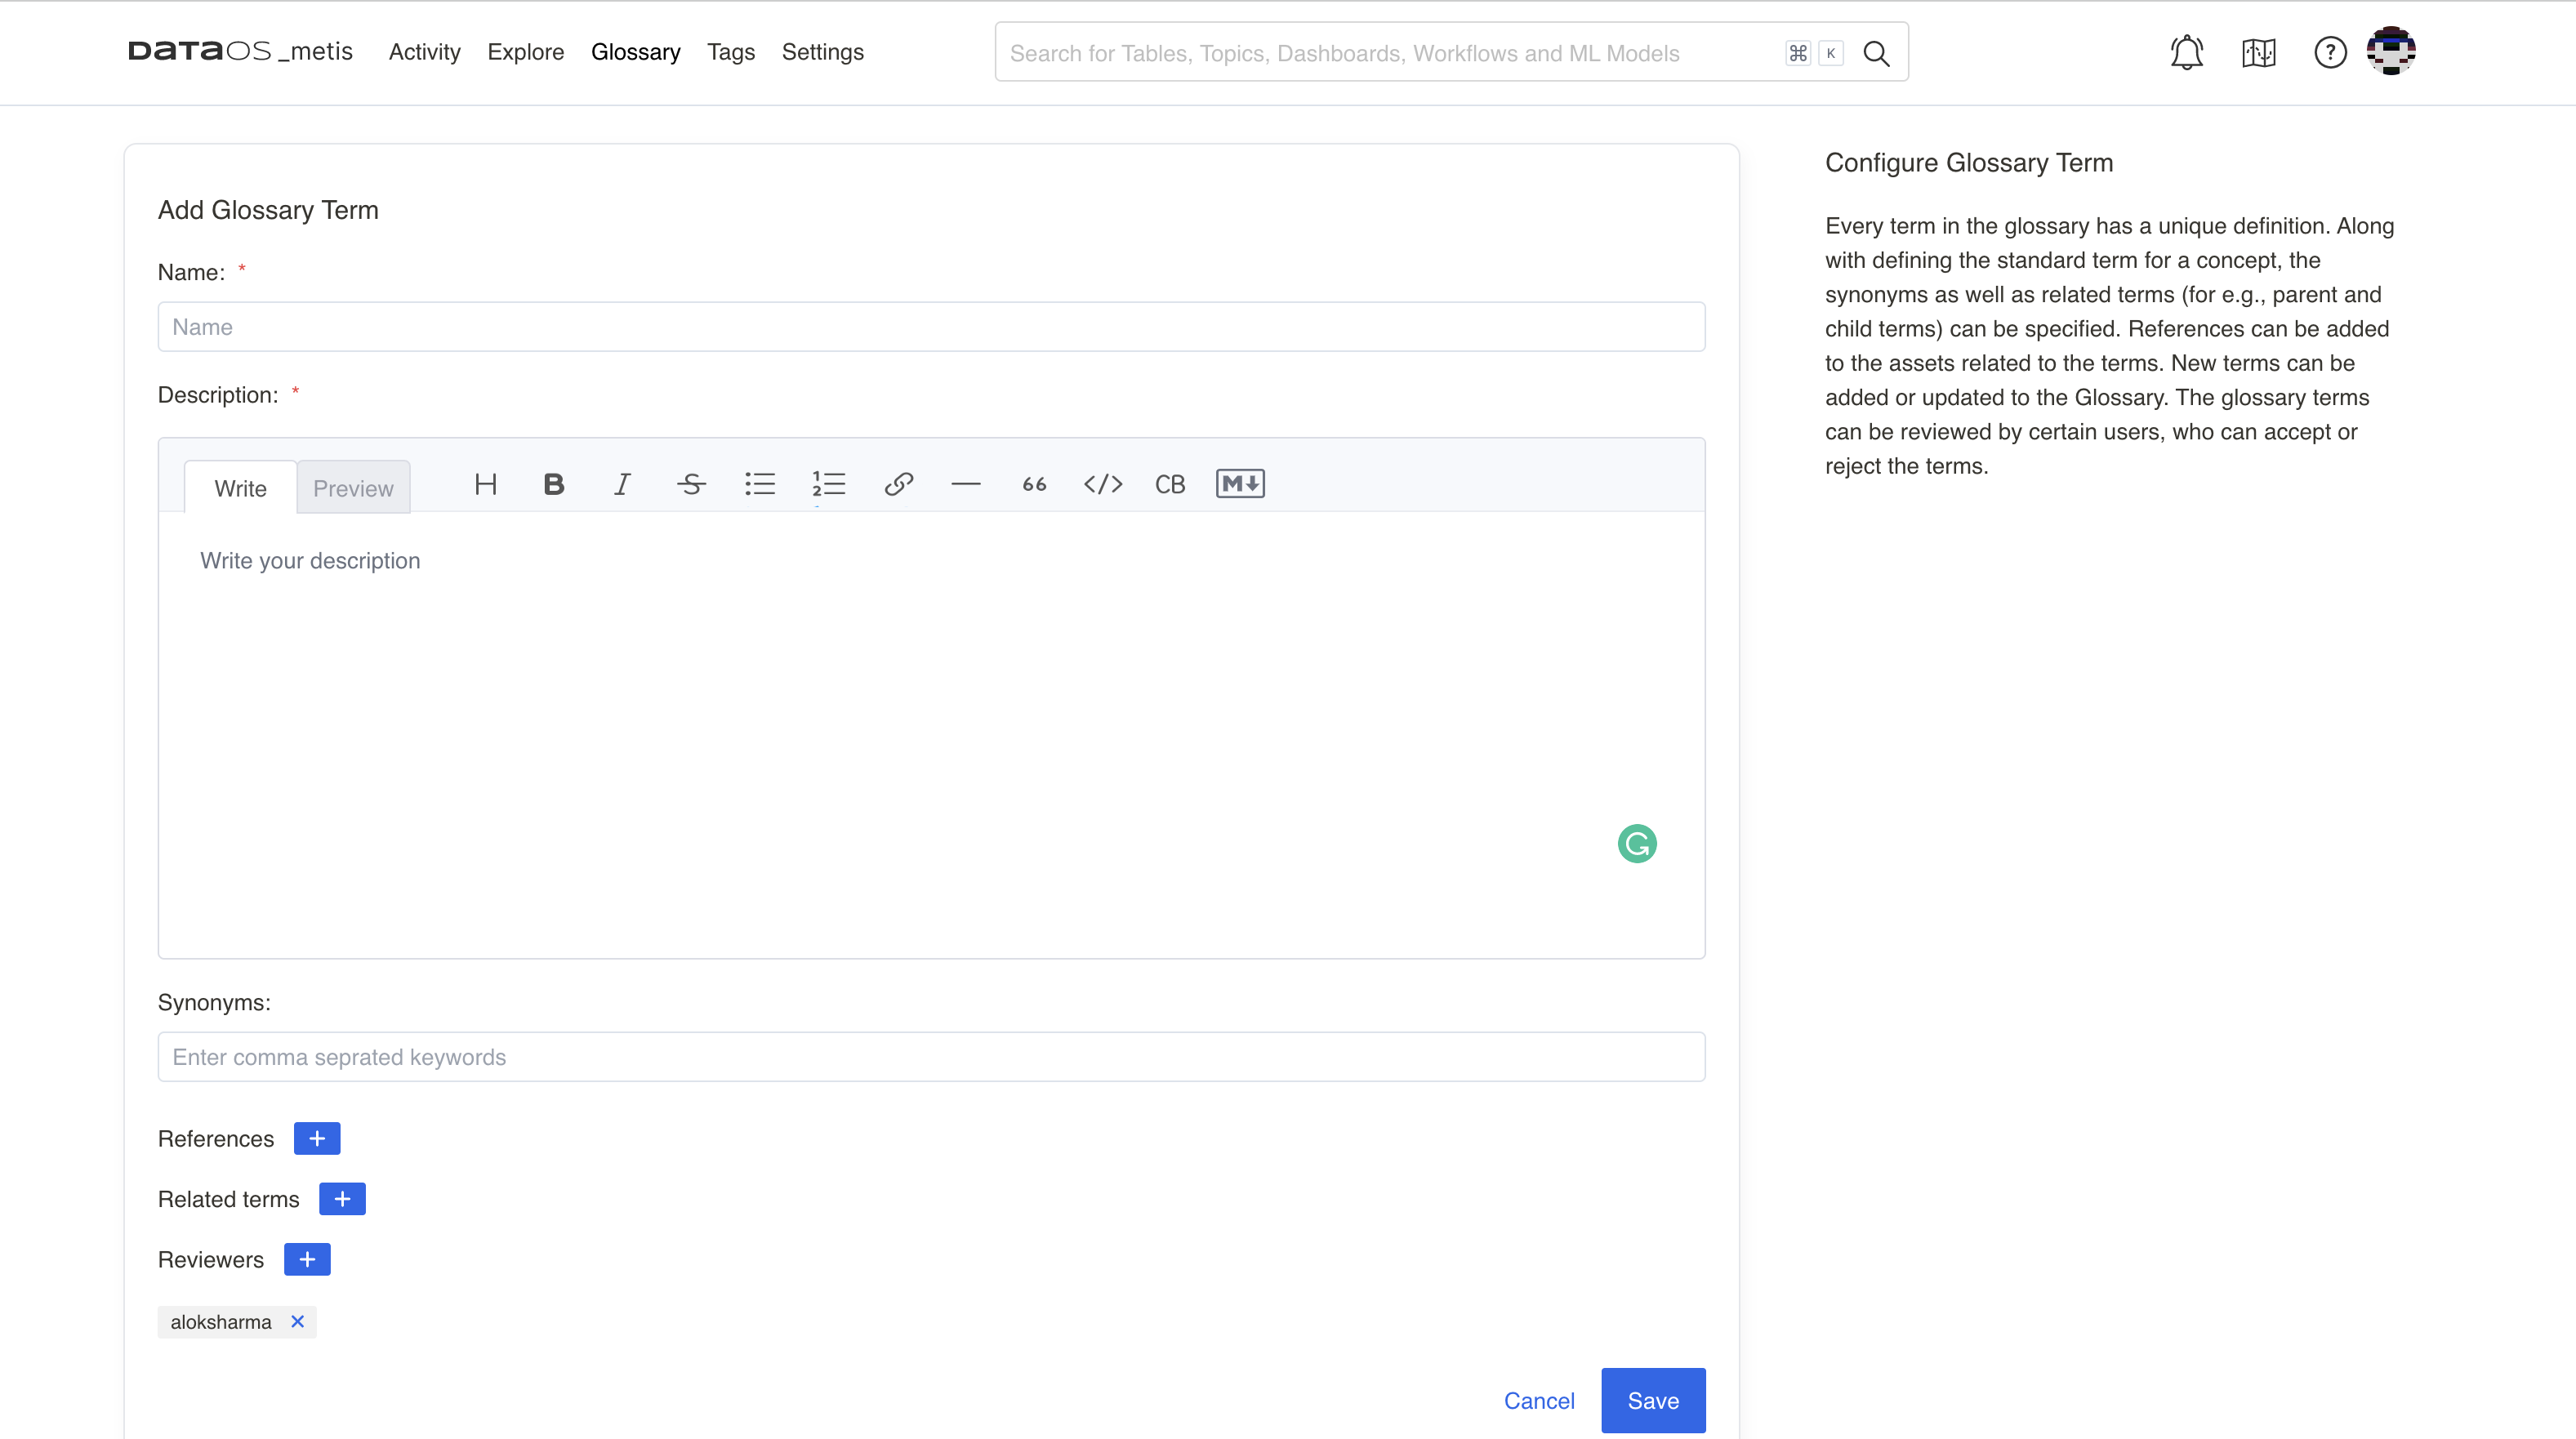 DATAOS _metis Activity Explore Glossary Tags Settings Search for Tables, Topics, Dashboards, Workflows and ML Models ⌘ K ?
Add Glossary Term
Name: *
Name
Description: *
Write Preview H B I S 1 2 66 </> CB M↓
Write your description
G
Synonyms:
Enter comma seprated keywords
References +
Related terms +
Reviewers +
aloksharma ×
Cancel Save
Configure Glossary Term
Every term in the glossary has a unique definition. Along
with defining the standard term for a concept, the
synonyms as well as related terms (for e.g., parent and
child terms) can be specified. References can be added
to the assets related to the terms. New terms can be
added or updated to the Glossary. The glossary terms
can be reviewed by certain users, who can accept or
reject the terms.